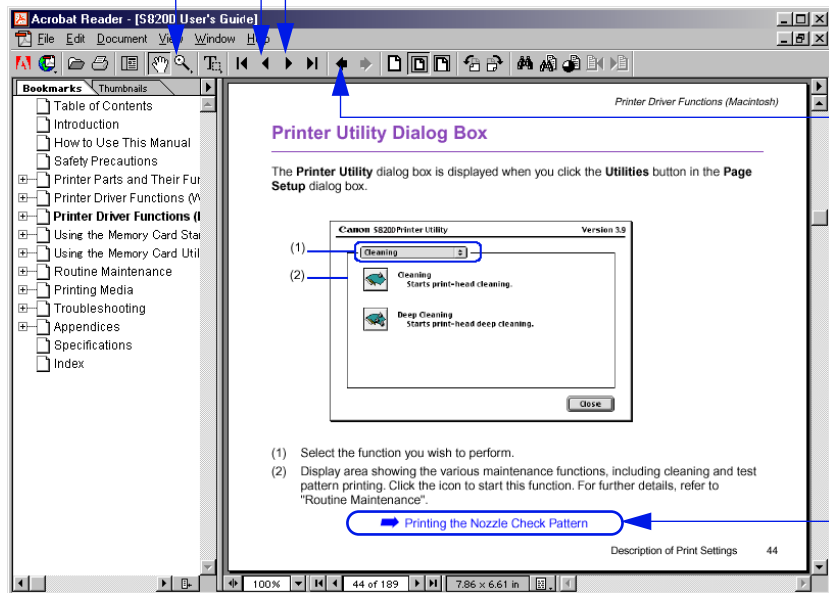 Acrobat Reader - [S8200 User's Guide]
File Edit Document View Window
Bookmarks Thumbnails
Table of Contents
Introduction
How to Use This Manual
Safety Precautions
Printer Parts and Their Fur
Printer Driver Functions (W
Printer Driver Functions (I
Using the Memory Card Star
Using the Memory Card Util
Routine Maintenance
Printing Media
Troubleshooting
Appendices
Specifications
Index
Printer Driver Functions (Macintosh)
Printer Utility Dialog Box
The Printer Utility dialog box is displayed when you click the Utilities button in the Page
Setup dialog box.
Canon S8200 Printer Utility Version 3.9
(1) Cleaning
(2) Cleaning
Starts print-head cleaning.
Deep Cleaning
Starts print-head deep cleaning.
Close
(1) Select the function you wish to perform.
(2) Display area showing the various maintenance functions, including cleaning and test
pattern printing. Click the icon to start this function. For further details, refer to
"Routine Maintenance".
Printing the Nozzle Check Pattern
Description of Print Settings 44
100% 44 of 189 7.86 × 6.61 in